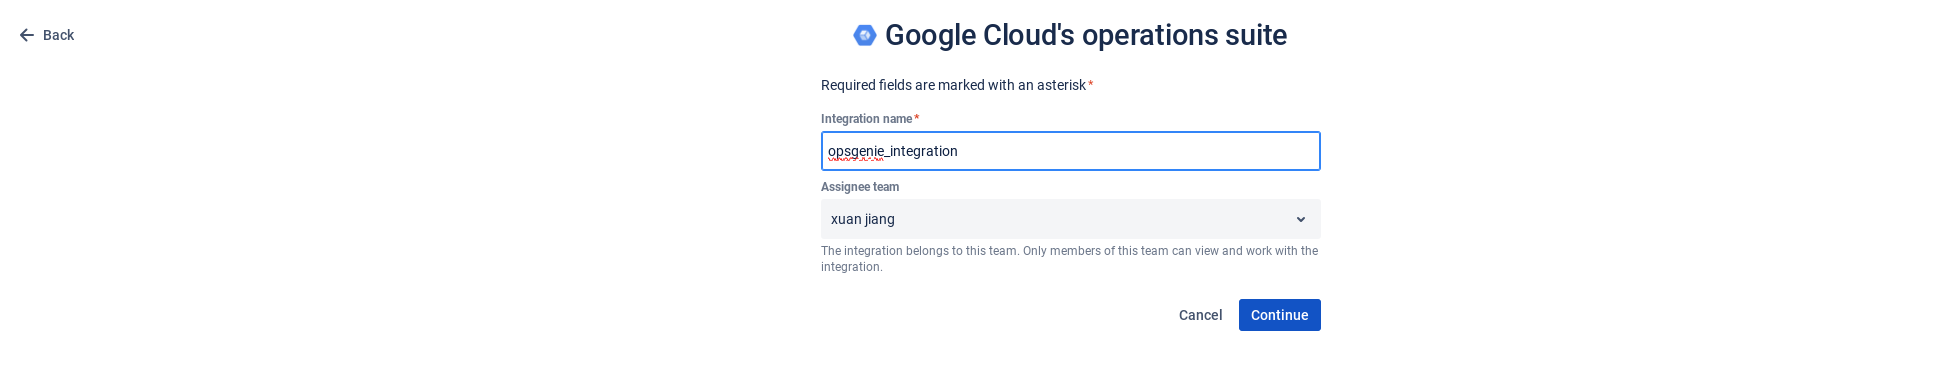 Back
Google Cloud's operations suite
Required fields are marked with an asterisk*
Integration name*
opsgenie_integration
Assignee team
xuan jiang
The integration belongs to this team. Only members of this team can view and work with the
integration.
Cancel Continue